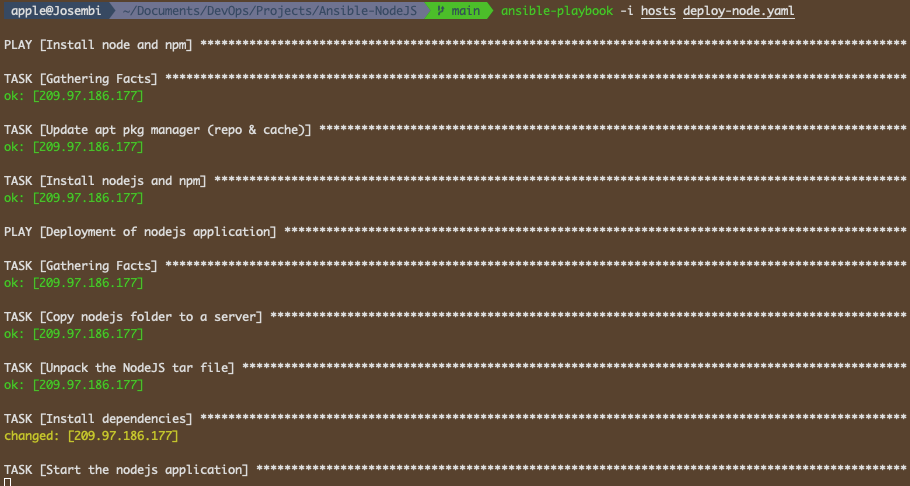 apple@Josembi ~/Documents/DevOps/Projects/Ansible-NodeJS main ansible-playbook -i hosts deploy-node.yaml
PLAY [Install node and npm] *****************************************************************************************************
TASK [Gathering Facts] **********************************************************************************************************
ok: [209.97.186.177]
TASK [Update apt pkg manager (repo & cache)] ************************************************************************************
ok: [209.97.186.177]
TASK [Install nodejs and npm] ***************************************************************************************************
ok: [209.97.186.177]
PLAY [Deployment of nodejs application] *****************************************************************************************
TASK [Gathering Facts] **********************************************************************************************************
ok: [209.97.186.177]
TASK [Copy nodejs folder to a server] *******************************************************************************************
ok: [209.97.186.177]
TASK [Unpack the NodeJS tar file] ***********************************************************************************************
ok: [209.97.186.177]
TASK [Install dependencies] *****************************************************************************************************
changed: [209.97.186.177]
TASK [Start the nodejs application] *********************************************************************************************